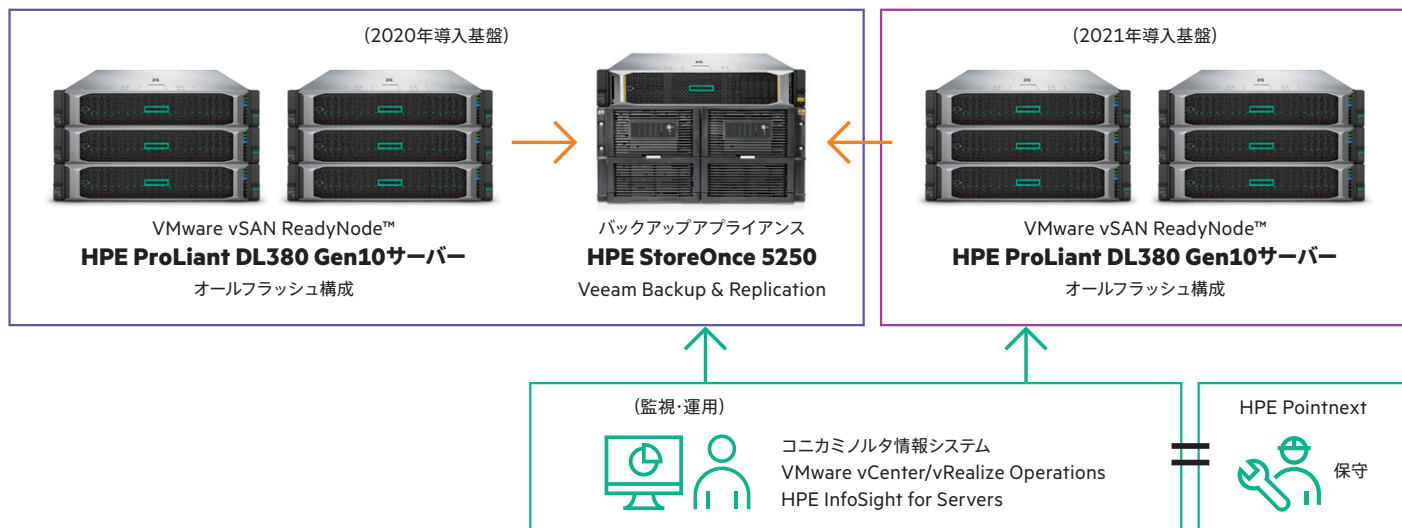 (2020年導入基盤)
VMware vSAN ReadyNode™
HPE ProLiant DL380 Gen10サーバー
オールフラッシュ構成
バックアップアプライアンス
HPE StoreOnce 5250
Veeam Backup & Replication
(2021年導入基盤)
VMware vSAN ReadyNode™
HPE ProLiant DL380 Gen10サーバー
オールフラッシュ構成
(監視・運用)
コニカミノルタ情報システム
VMware vCenter/vRealize Operations
HPE InfoSight for Servers
HPE Pointnext
保守